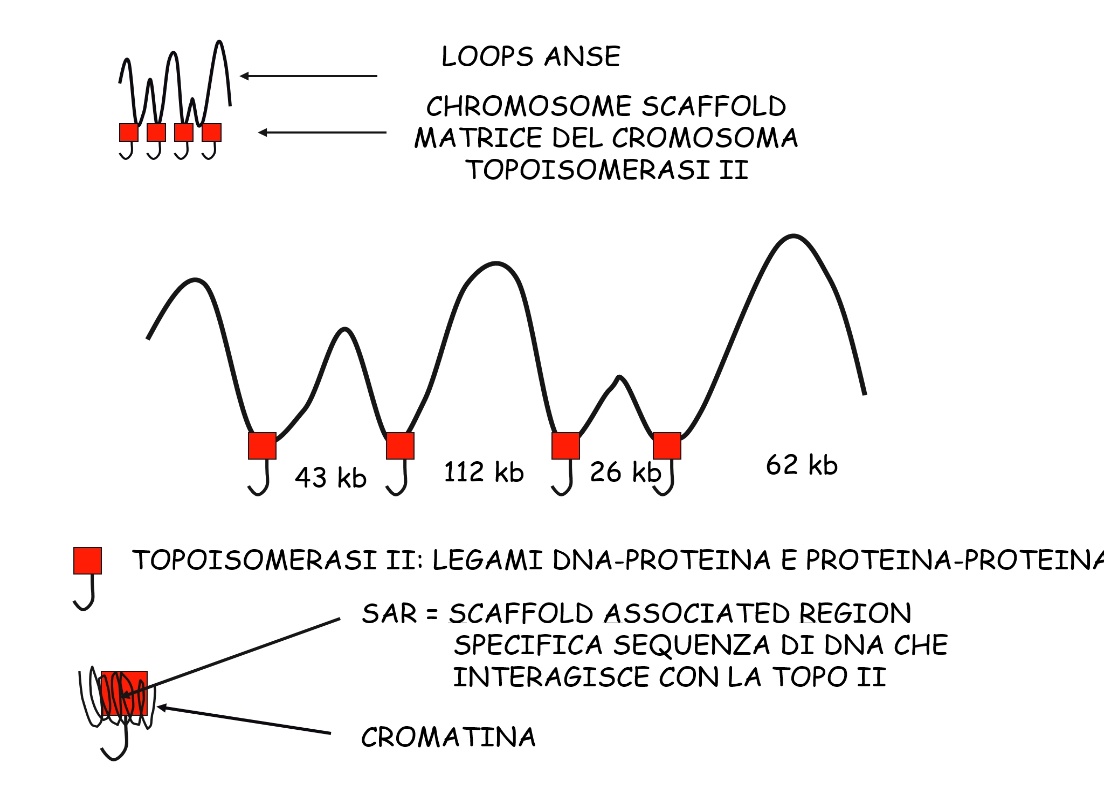 LOOPS ANSE
CHROMOSOME SCAFFOLD
MATRICE DEL CROMOSOMA
TOPOISOMERASI II
43 kb
112 kb
26 kb
62 kb
TOPOISOMERASI II: LEGAMI DNA-PROTEINA E PROTEINA-PROTEINA
SAR = SCAFFOLD ASSOCIATED REGION
SPECIFICA SEQUENZA DI DNA CHE
INTERAGISCE CON LA TOPO II
CROMATINA